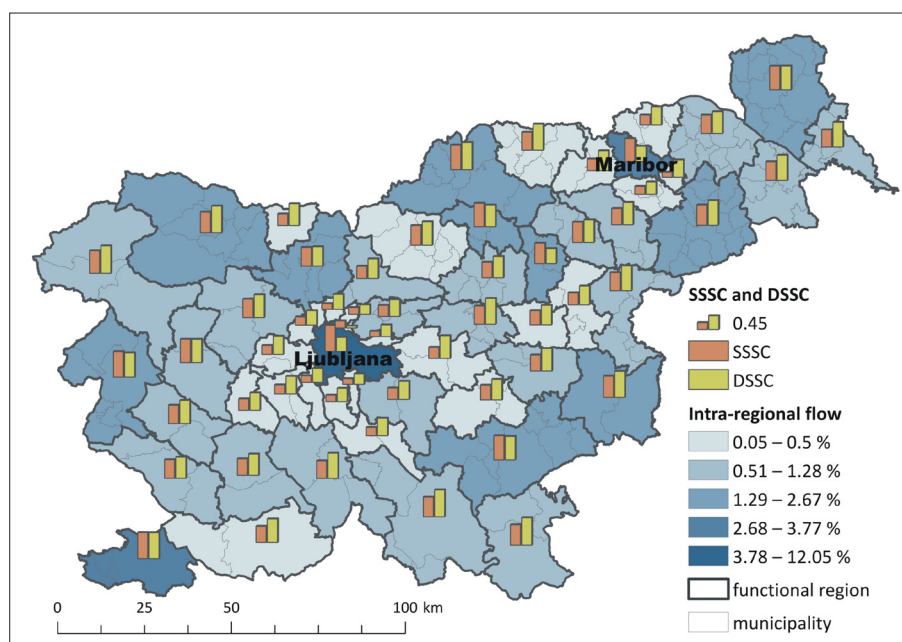 Maribor
Ljubljana
SSSC and DSSC
0.45
SSSC
DSSC
Intra-regional flow
0.05 – 0.5 %
0.51 – 1.28 %
1.29 – 2.67 %
2.68 – 3.77 %
3.78 – 12.05 %
functional region
municipality
0 25 50 100 km